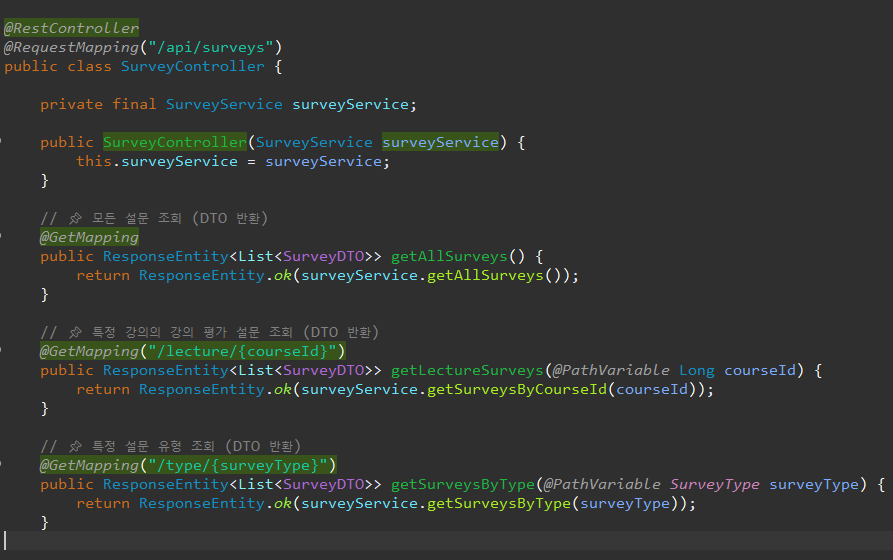 @RestController
@RequestMapping("/api/surveys")
public class SurveyController {
private final SurveyService surveyService;
public SurveyController(SurveyService surveyService) {
this.surveyService = surveyService;
}
// 📌 모든 설문 조회 (DTO 반환)
@GetMapping
public ResponseEntity<List<SurveyDTO>> getAllSurveys() {
return ResponseEntity.ok(surveyService.getAllSurveys());
}
// 📌 특정 강의의 강의 평가 설문 조회 (DTO 반환)
@GetMapping("/lecture/{courseId}")
public ResponseEntity<List<SurveyDTO>> getLectureSurveys(@PathVariable Long courseId) {
return ResponseEntity.ok(surveyService.getSurveysByCourseId(courseId));
}
// 📌 특정 설문 유형 조회 (DTO 반환)
@GetMapping("/type/{surveyType}")
public ResponseEntity<List<SurveyDTO>> getSurveysByType(@PathVariable SurveyType surveyType) {
return ResponseEntity.ok(surveyService.getSurveysByType(surveyType));
}